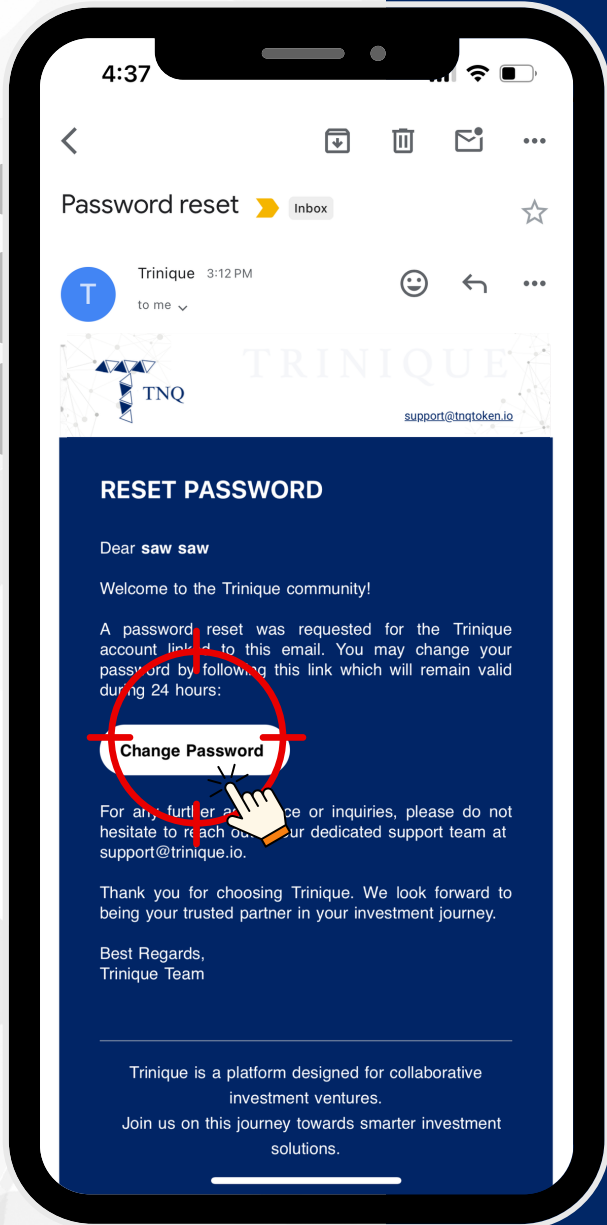 4:37
Password reset Inbox
Trinique 3:12 PM
to me
T
TRINIQUE
TNQ
support@tnqtoken.io
RESET PASSWORD
Dear saw saw
Welcome to the Trinique community!
A password reset was requested for the Trinique
account linked to this email. You may change your
password by following this link which will remain valid
during 24 hours:
Change Password
For any further or inquiries, please do not
hesitate to reach dedicated support team at
support@trinique.io.
Thank you for choosing Trinique. We look forward to
being your trusted partner in your investment journey.
Best Regards,
Trinique Team
Trinique is a platform designed for collaborative
investment ventures.
Join us on this journey towards smarter investment
solutions.